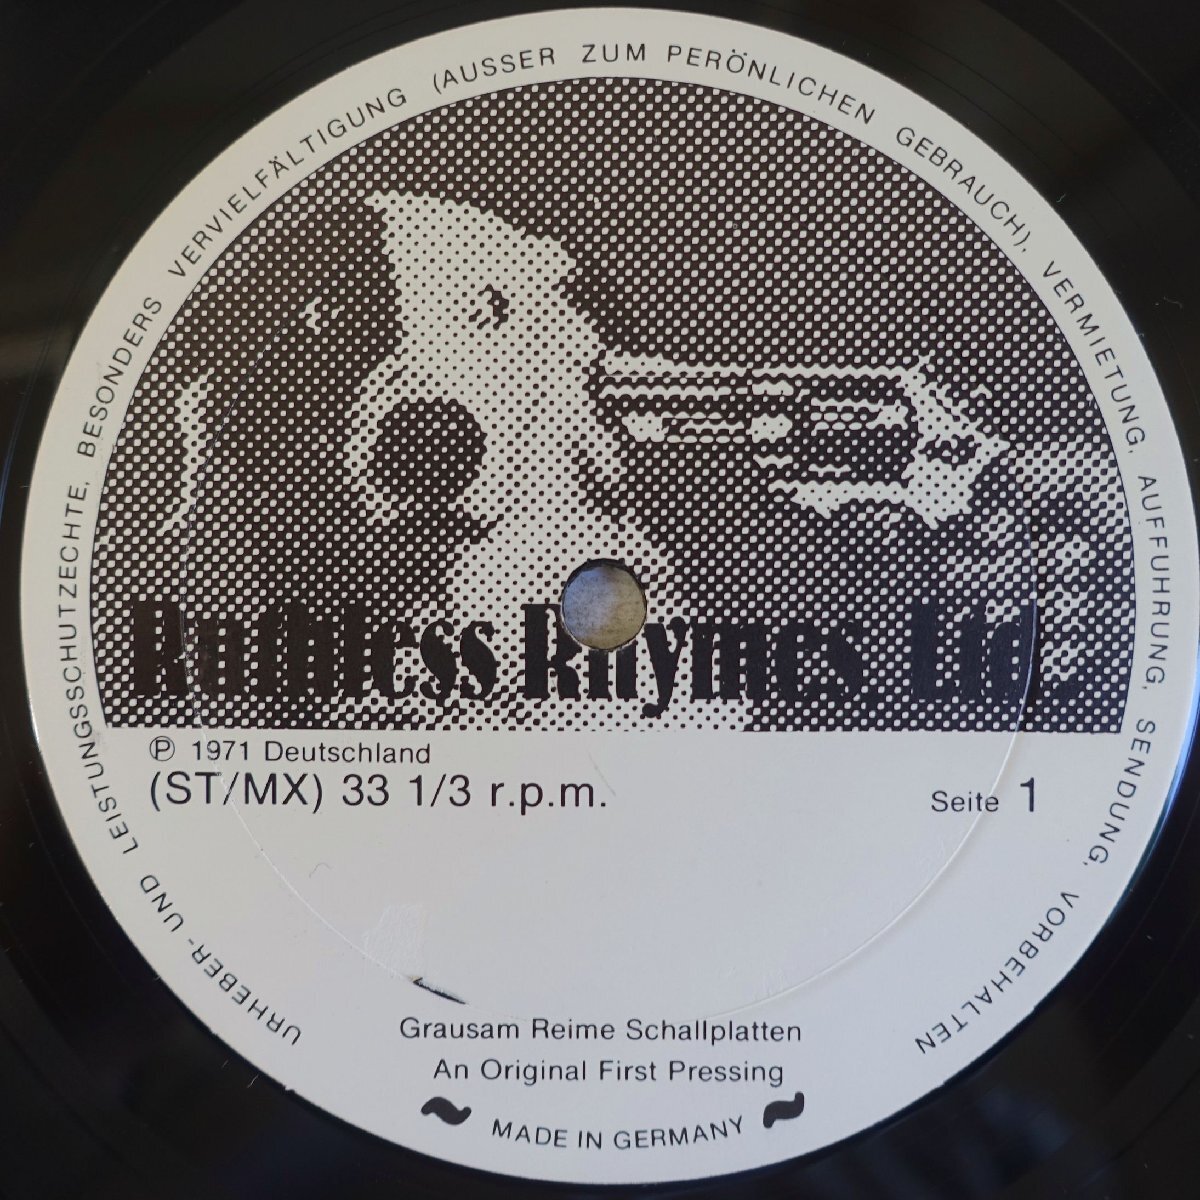 URHEBER- UND LEISTUNGSSCHUTZECHTE, BESONDERS VERVIELFÄLTIGUNG (AUSSER ZUM PERÖNLICHEN GEBRAUCH), VERMIETUNG, AUFFUHRUNG, SENDUNG, VORBEHALTEN
Ruthless Rhymes Ltd.
℗ 1971 Deutschland
(ST/MX) 33 1/3 r.p.m.
Seite 1
Grausam Reime Schallplatten
An Original First Pressing
~ MADE IN GERMANY ~